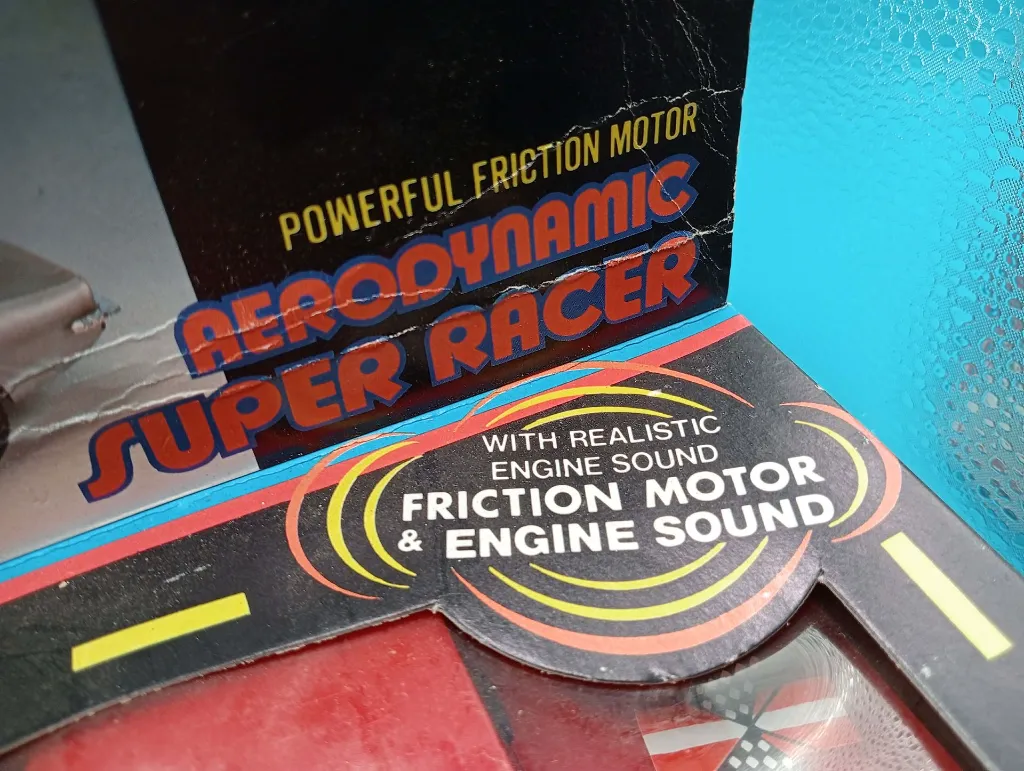 POWERFUL FRICTION MOTOR
AERODYNAMIC
SUPER RACER
WITH REALISTIC
ENGINE SOUND
FRICTION MOTOR
& ENGINE SOUND